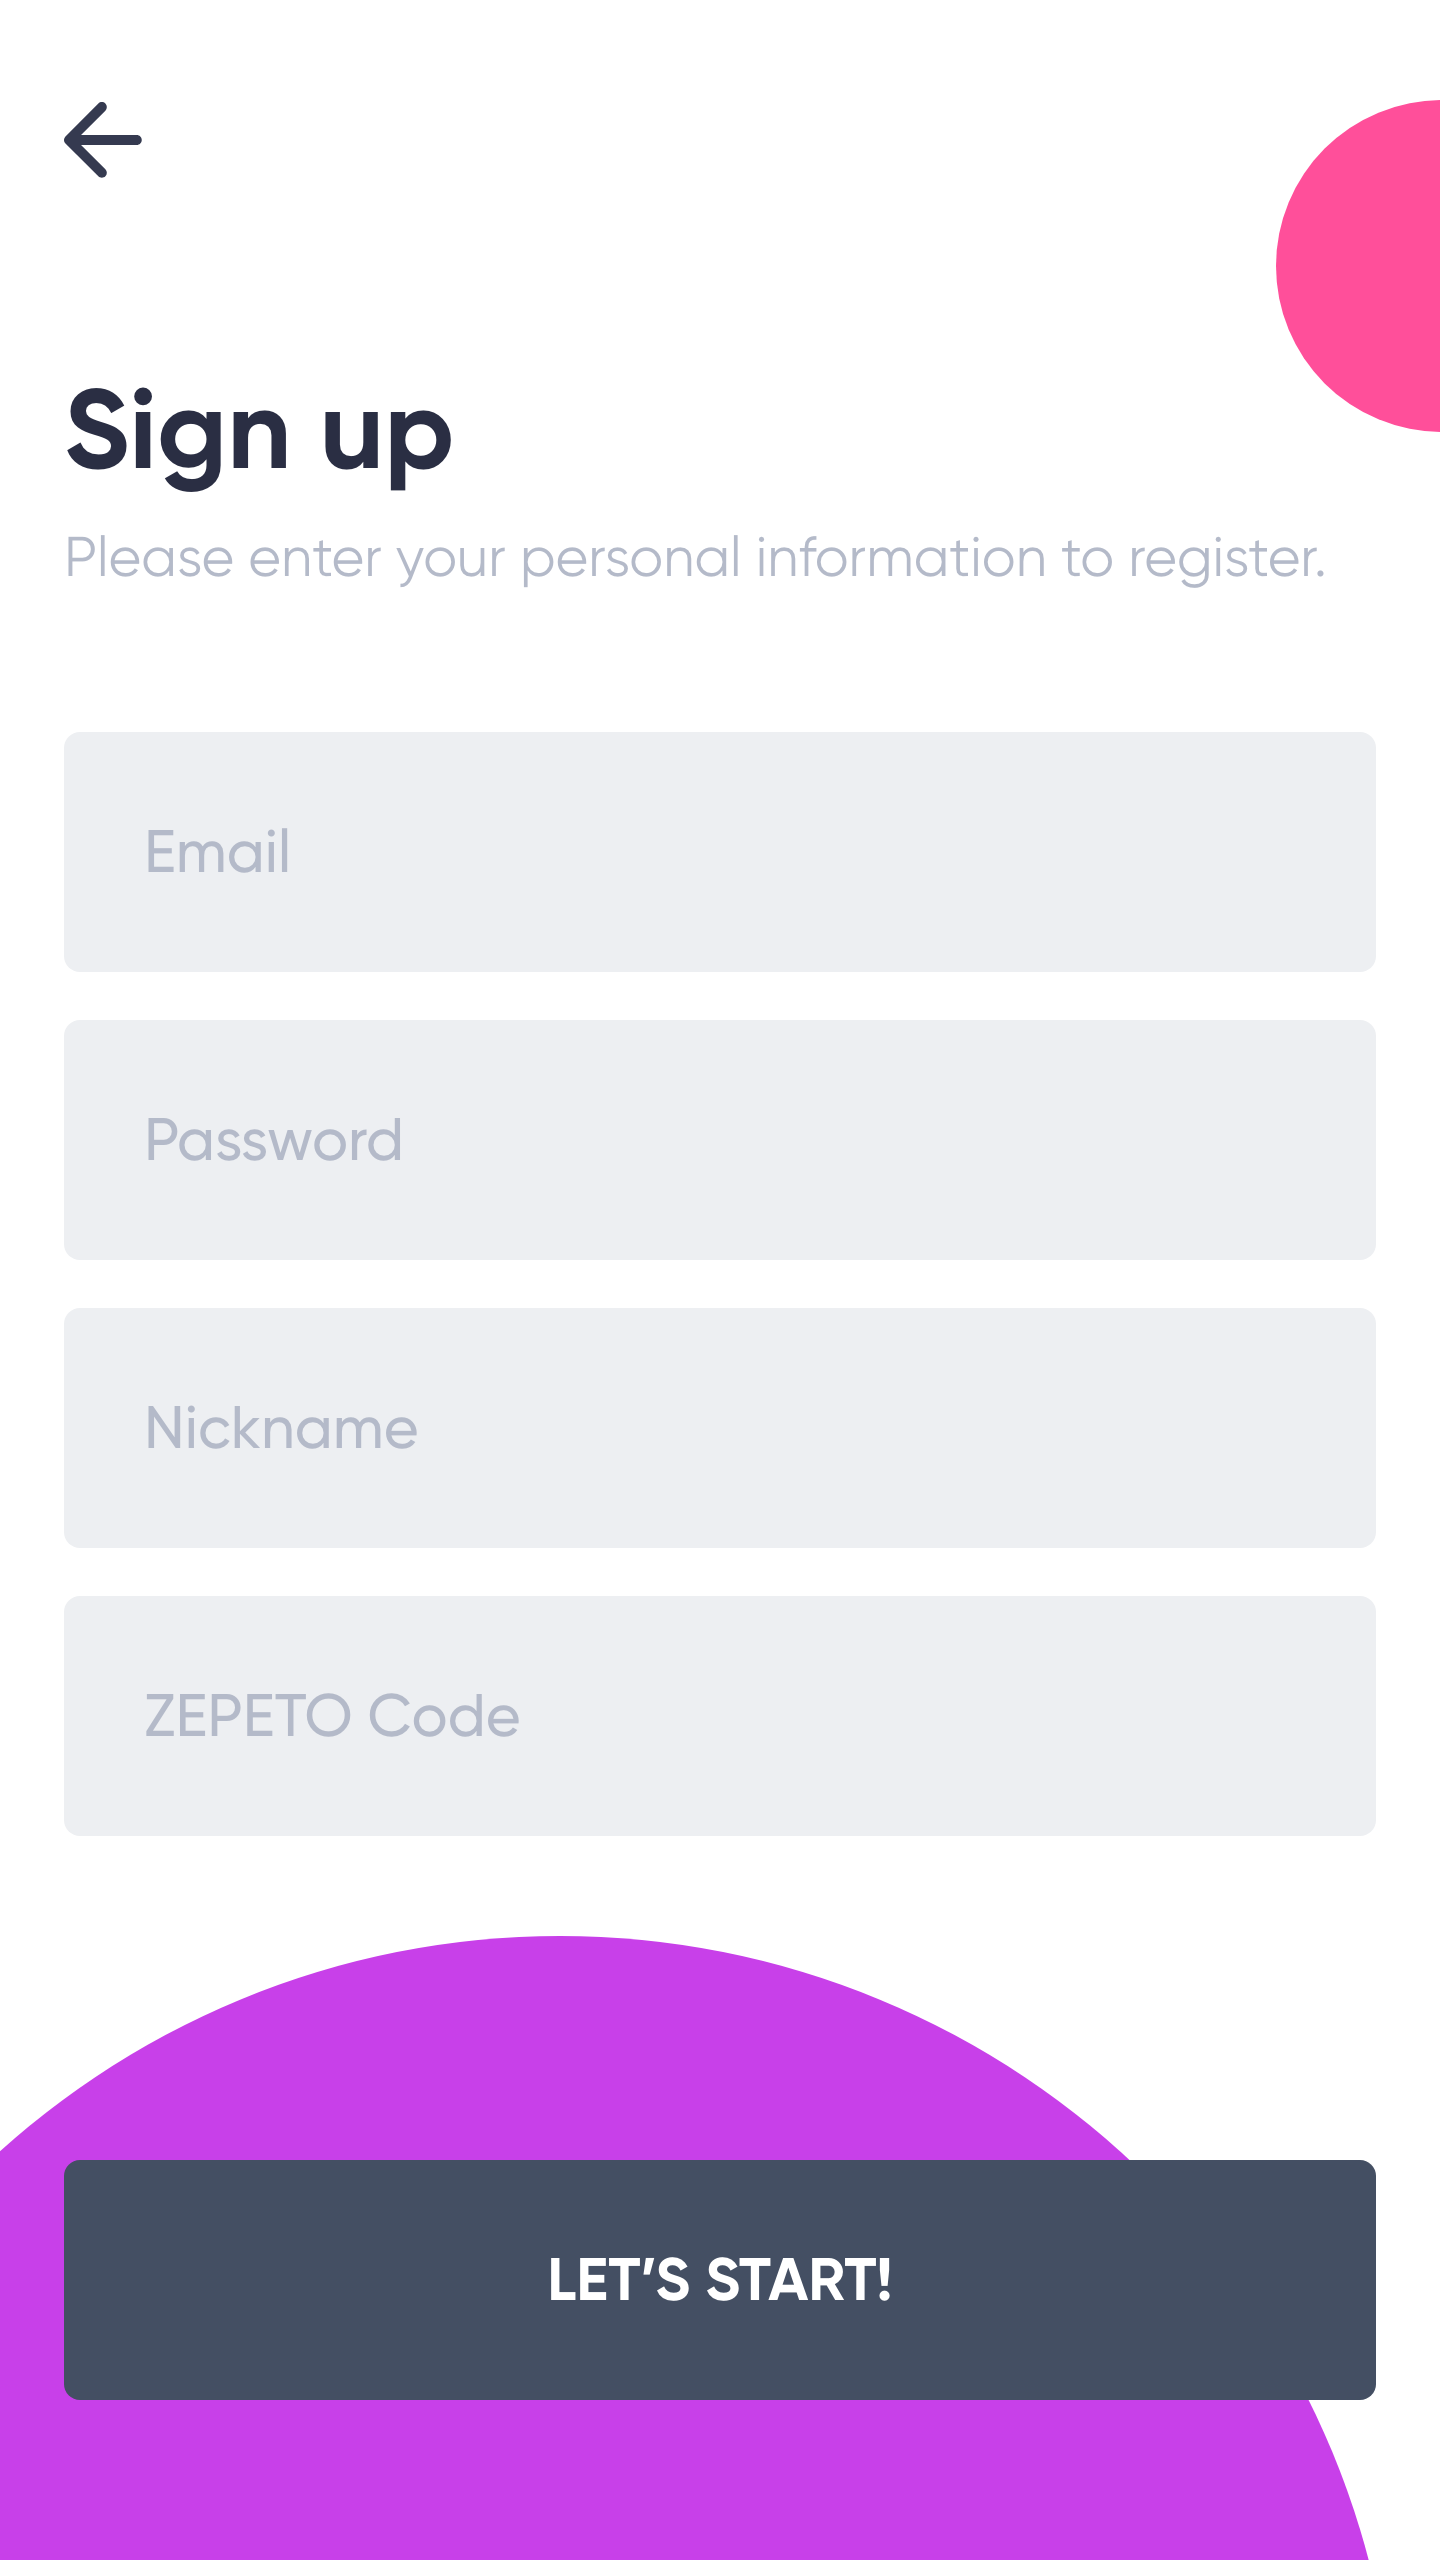 Sign up
Please enter your personal information to register.
Email
Password
Nickname
ZEPETO Code
LET’S START!